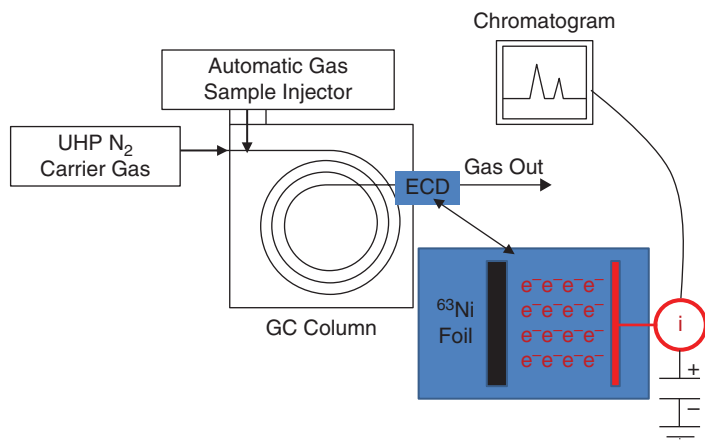 Chromatogram
Automatic Gas
Sample Injector
UHP N₂
Carrier Gas
ECD
Gas Out
GC Column
⁶³Ni
Foil
e⁻e⁻e⁻e⁻
e⁻e⁻e⁻e⁻
e⁻e⁻e⁻e⁻
e⁻e⁻e⁻e⁻
i
+
−